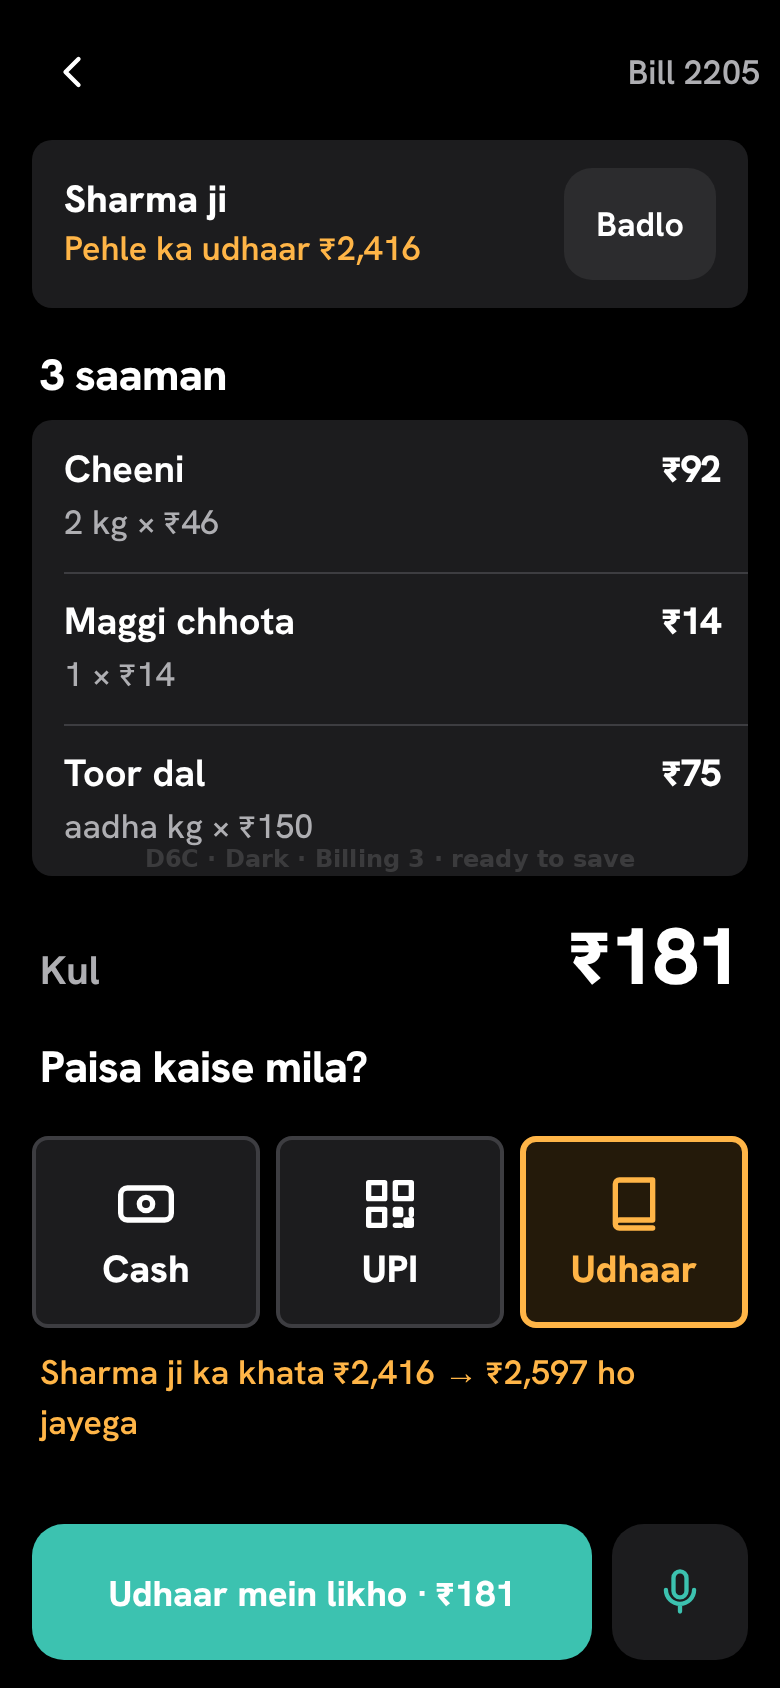 Bill 2205
Sharma ji
Pehle ka udhaar ₹2,416
Badlo
3 saaman
Cheeni ₹92
2 kg × ₹46
Maggi chhota ₹14
1 × ₹14
Toor dal ₹75
aadha kg × ₹150
D6C · Dark · Billing 3 · ready to save
Kul ₹181
Paisa kaise mila?
Cash UPI Udhaar
Sharma ji ka khata ₹2,416 → ₹2,597 ho
jayega
Udhaar mein likho · ₹181